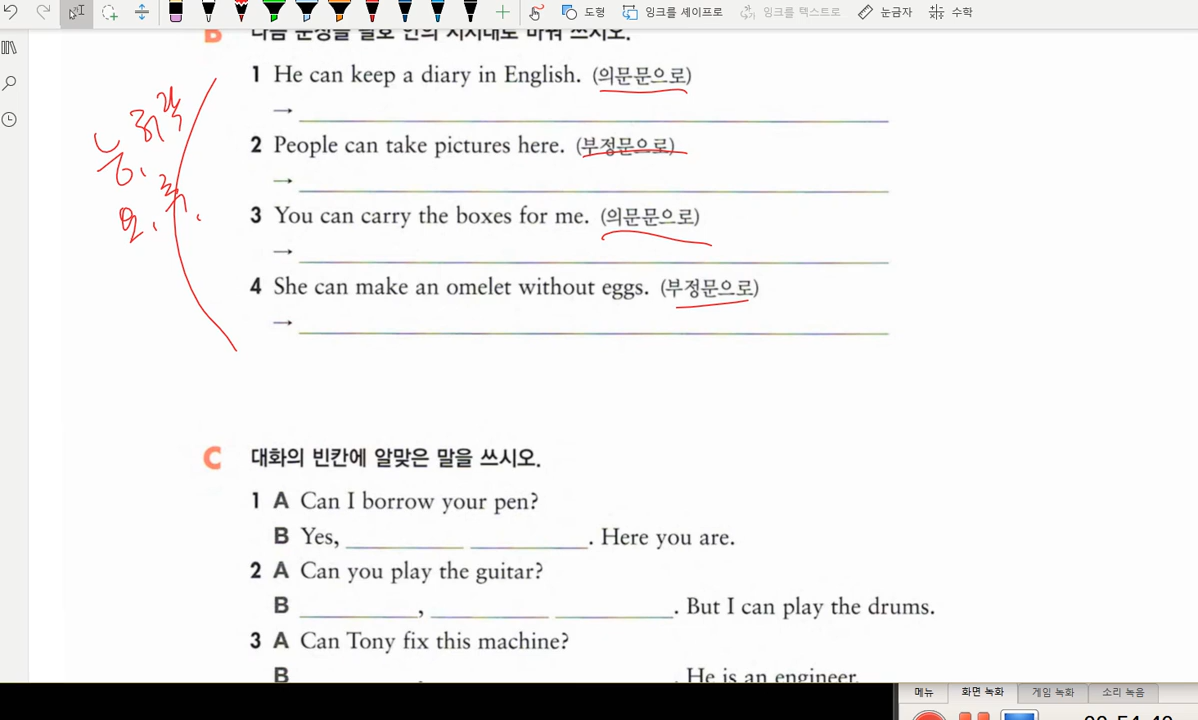 도형 잉크를 셰이프로 잉크를 텍스트로 눈금자 수학
B 다음 문장을 괄호 안의 지시대로 바꿔 쓰시오.
1 He can keep a diary in English. (의문문으로)
→
2 People can take pictures here. (부정문으로)
→
3 You can carry the boxes for me. (의문문으로)
→
4 She can make an omelet without eggs. (부정문으로)
→
C 대화의 빈칸에 알맞은 말을 쓰시오.
1 A Can I borrow your pen?
B Yes, ________ ________. Here you are.
2 A Can you play the guitar?
B ________, ________ ________. But I can play the drums.
3 A Can Tony fix this machine?
B He is an engineer.
메뉴 화면 녹화 게임 녹화 소리 녹음